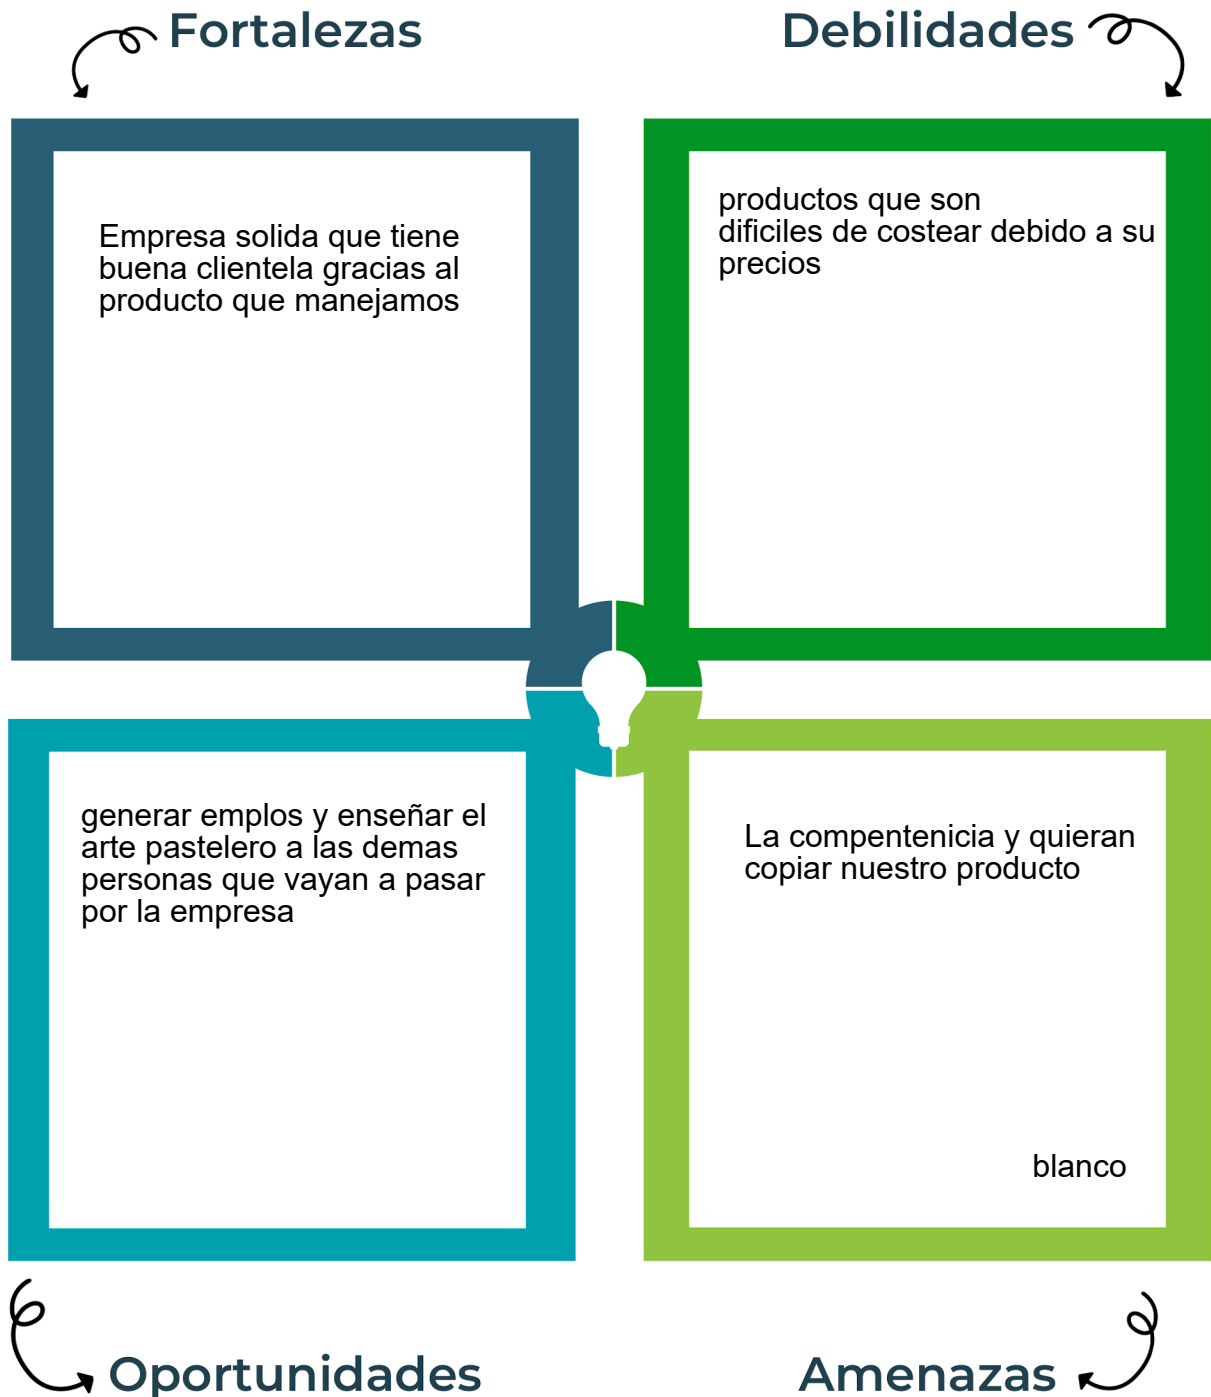 Fortalezas
Empresa solida que tiene
buena clientela gracias al
producto que manejamos
Debilidades
productos que son
dificiles de costear debido a su
precios
generar emplos y enseñar el
arte pastelero a las demas
personas que vayan a pasar
por la empresa
Oportunidades
La compentenicia y quieran
copiar nuestro producto
blanco
Amenazas